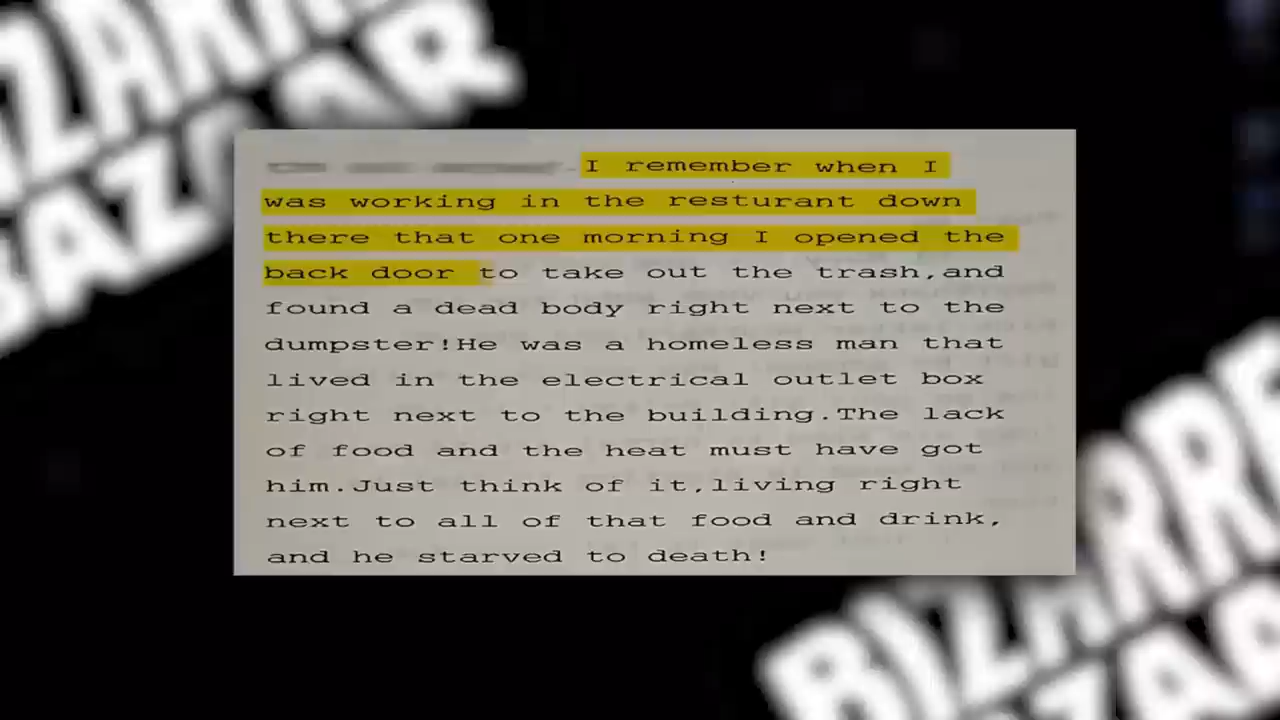 BIZARRE
BAZAAR
I remember when I
was working in the resturant down
there that one morning I opened the
back door to take out the trash,and
found a dead body right next to the
dumpster!He was a homeless man that
lived in the electrical outlet box
right next to the building.The lack
of food and the heat must have got
him.Just think of it,living right
next to all of that food and drink,
and he starved to death!